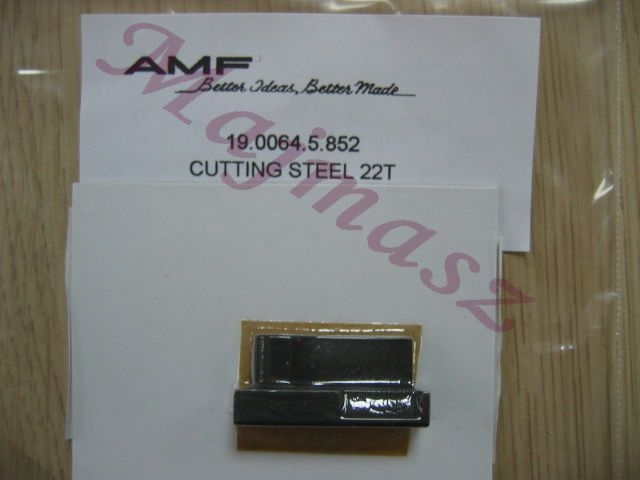 AMF
Better Ideas, Better Made
19.0064.5.852
CUTTING STEEL 22T
Majmasz